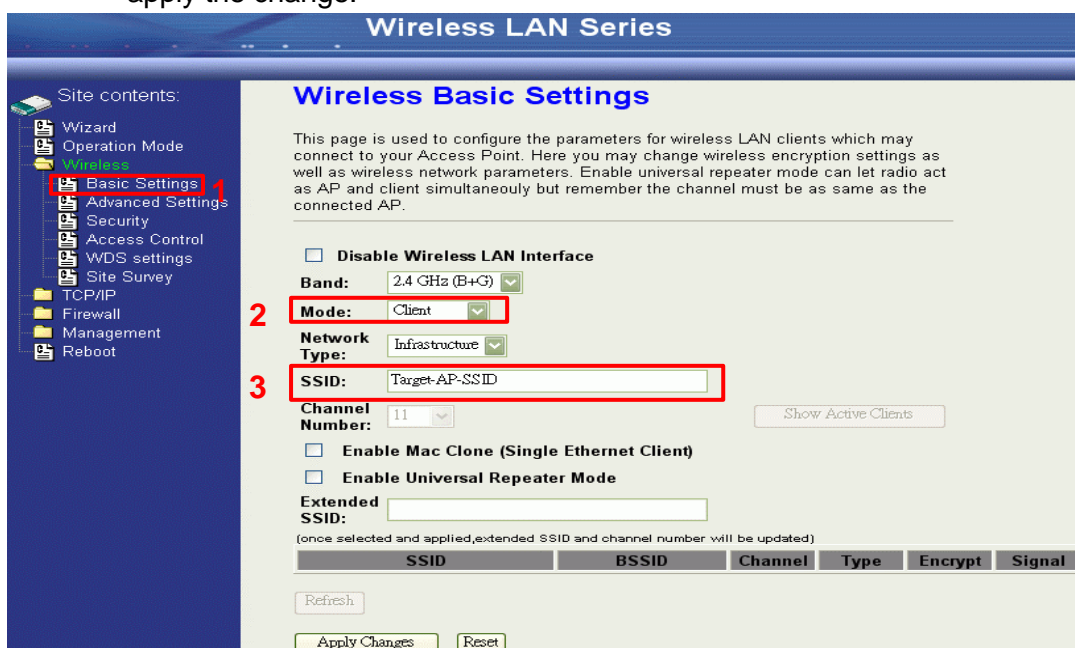 apply the change.
Wireless LAN Series
Site contents:
Wizard
Operation Mode
Wireless
Basic Settings
1
Advanced Settings
Security
Access Control
WDS settings
Site Survey
TCP/IP
Firewall
Management
Reboot
Wireless Basic Settings
This page is used to configure the parameters for wireless LAN clients which may
connect to your Access Point. Here you may change wireless encryption settings as
well as wireless network parameters. Enable universal repeater mode can let radio act
as AP and client simultaneouly but remember the channel must be as same as the
connected AP.
Disable Wireless LAN Interface
Band: 2.4 GHz (B+G)
2 Mode: Client
Network
Type: Infrastructure
3 SSID: Target-AP-SSID
Channel
Number: 11 Show Active Clients
Enable Mac Clone (Single Ethernet Client)
Enable Universal Repeater Mode
Extended
SSID:
(once selected and applied,extended SSID and channel number will be updated)
SSID BSSID Channel Type Encrypt Signal
Refresh
Apply Changes Reset